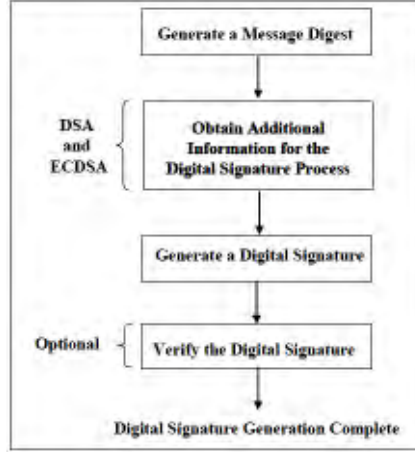 Generate a Message Digest
DSA
and
ECDSA
Obtain Additional
Information for the
Digital Signature Process
Generate a Digital Signature
Optional
Verify the Digital Signature
Digital Signature Generation Complete